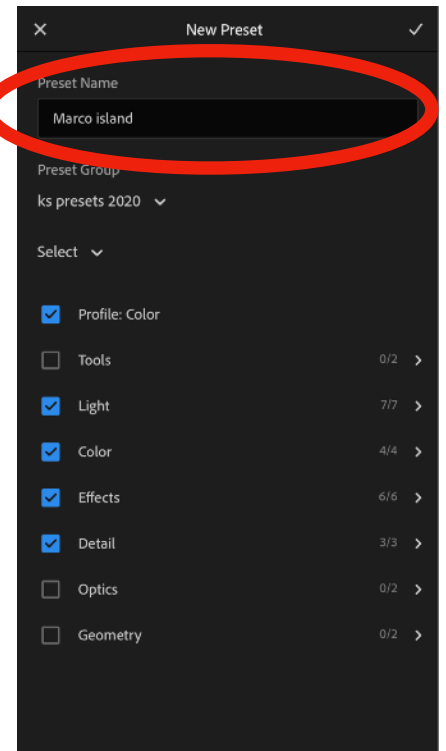 New Preset
Preset Name
Marco island
Preset Group
ks presets 2020
Select
Profile: Color
Tools 0/2
Light 7/7
Color 4/4
Effects 6/6
Detail 3/3
Optics 0/2
Geometry 0/2